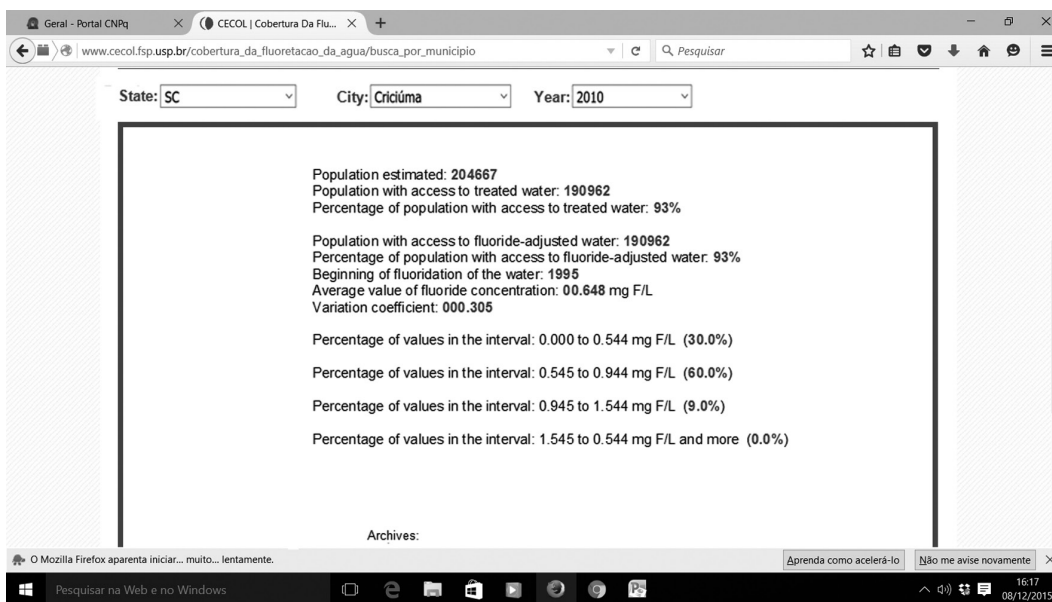 Geral - Portal CNPq
CECOL | Cobertura Da Flu...
www.cecol.fsp.usp.br/cobertura_da_fluoretacao_da_agua/busca_por_municipio
Pesquisar
State: SC City: Criciúma Year: 2010
Population estimated: 204667
Population with access to treated water: 190962
Percentage of population with access to treated water: 93%
Population with access to fluoride-adjusted water: 190962
Percentage of population with access to fluoride-adjusted water: 93%
Beginning of fluoridation of the water: 1995
Average value of fluoride concentration: 00.648 mg F/L
Variation coefficient: 000.305
Percentage of values in the interval: 0.000 to 0.544 mg F/L (30.0%)
Percentage of values in the interval: 0.545 to 0.944 mg F/L (60.0%)
Percentage of values in the interval: 0.945 to 1.544 mg F/L (9.0%)
Percentage of values in the interval: 1.545 to 0.544 mg F/L and more (0.0%)
Archives:
O Mozilla Firefox aparenta iniciar... muito... lentamente. Aprenda como acelerá-lo Não me avise novamente
Pesquisar na Web e no Windows
Ps
16:17
08/12/2015